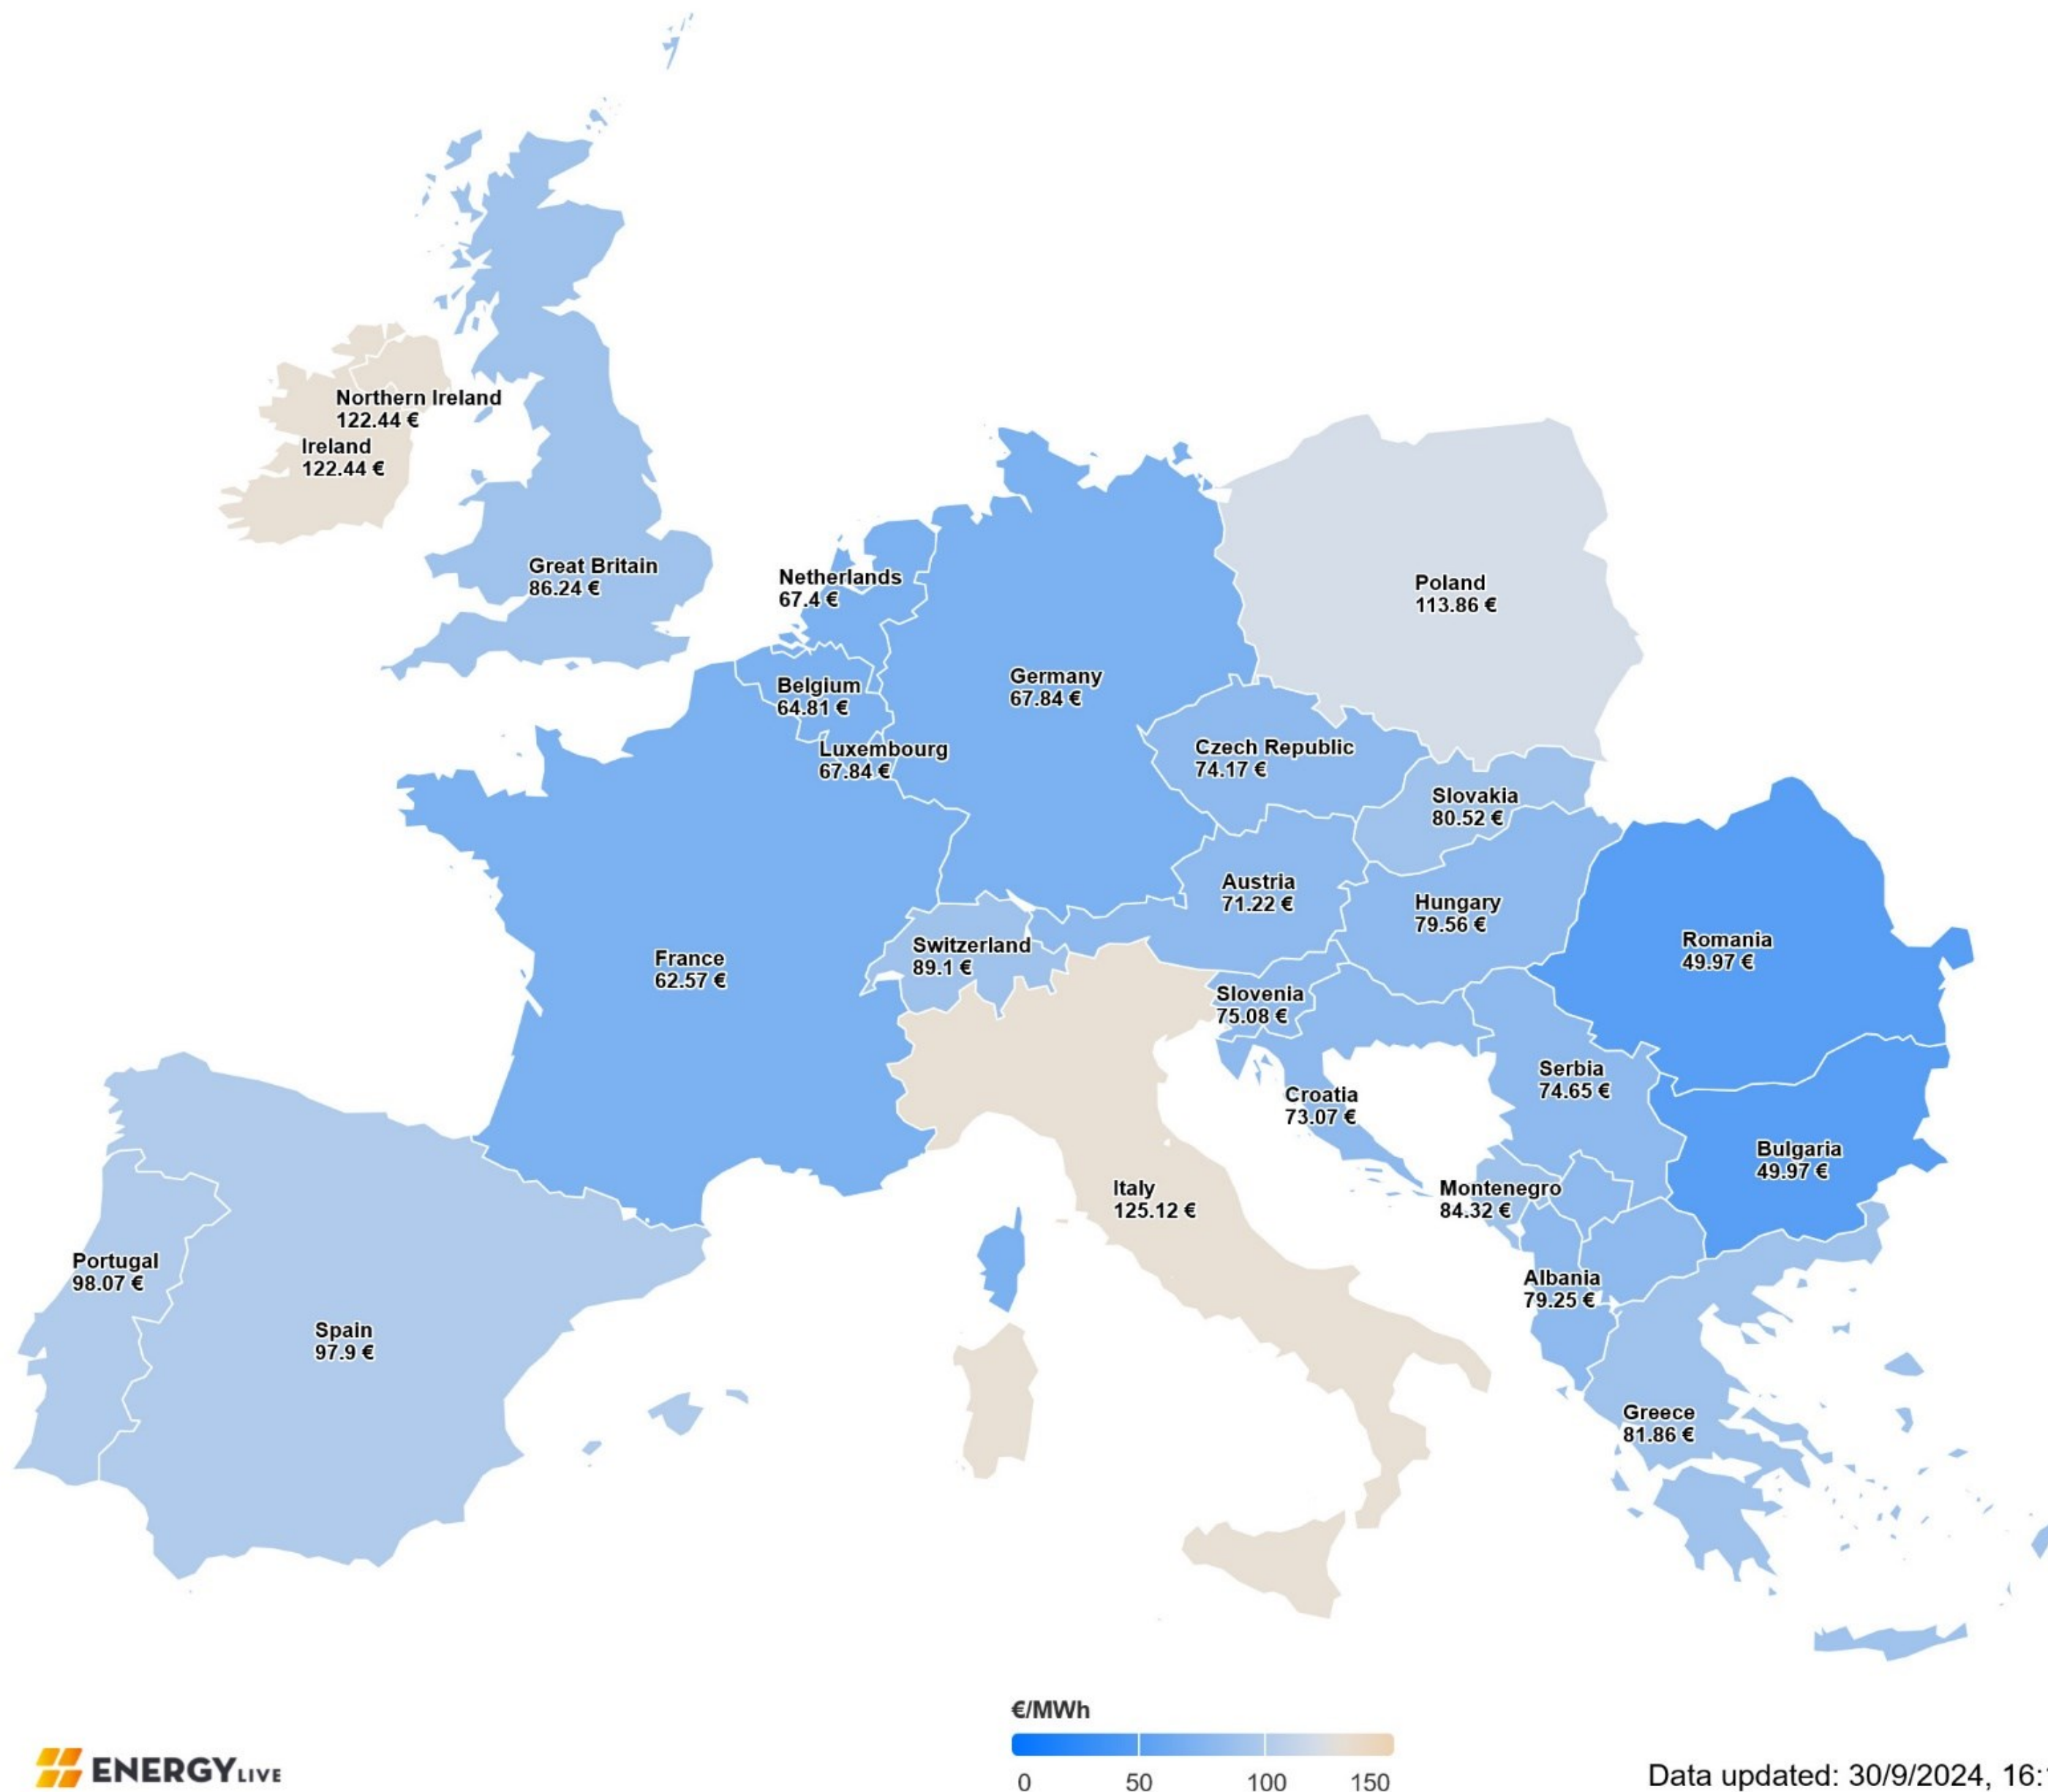 Northern Ireland
122.44 €
Ireland
122.44 €
Great Britain
86.24 €
Netherlands
67.4 €
Poland
113.86 €
Germany
67.84 €
Belgium
64.81 €
Luxembourg
67.84 €
Czech Republic
74.17 €
Slovakia
80.52 €
Austria
71.22 €
Hungary
79.56 €
Romania
49.97 €
Switzerland
89.1 €
France
62.57 €
Slovenia
75.08 €
Serbia
74.65 €
Croatia
73.07 €
Bulgaria
49.97 €
Italy
125.12 €
Montenegro
84.32 €
Portugal
98.07 €
Albania
79.25 €
Spain
97.9 €
Greece
81.86 €
€/MWh
0 50 100 150
ENERGYLIVE
Data updated: 30/9/2024, 16: